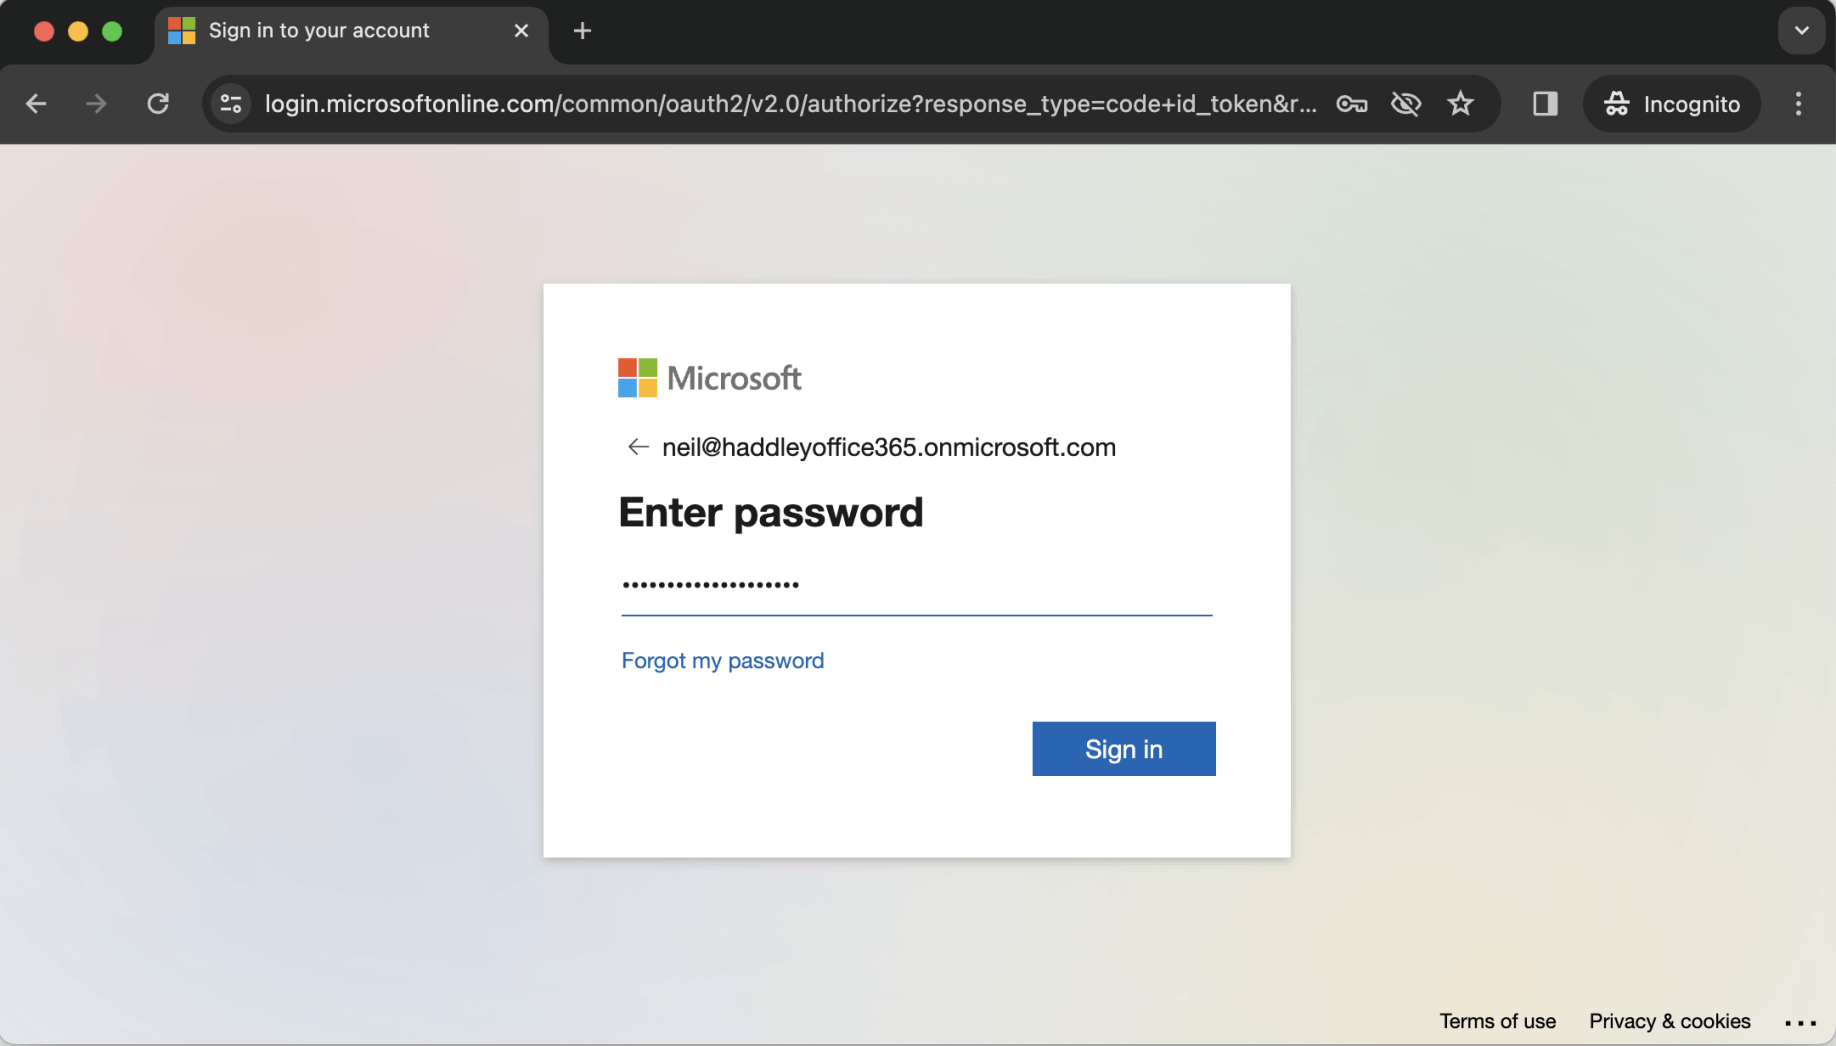 Sign in to your account
login.microsoftonline.com/common/oauth2/v2.0/authorize?response_type=code+id_token&r...
Incognito
Microsoft
neil@haddleyoffice365.onmicrosoft.com
Enter password
••••••••••••••••••••
Forgot my password
Sign in
Terms of use
Privacy & cookies